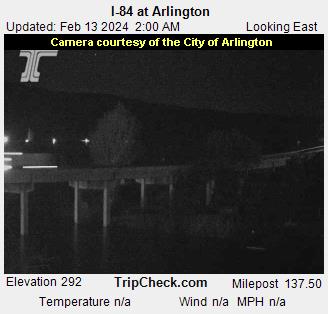 I-84 at Arlington
Updated: Feb 13 2024 2:00 AM Looking East
Camera courtesy of the City of Arlington
Elevation 292 TripCheck.com Milepost 137.50
Temperature n/a Wind n/a MPH n/a